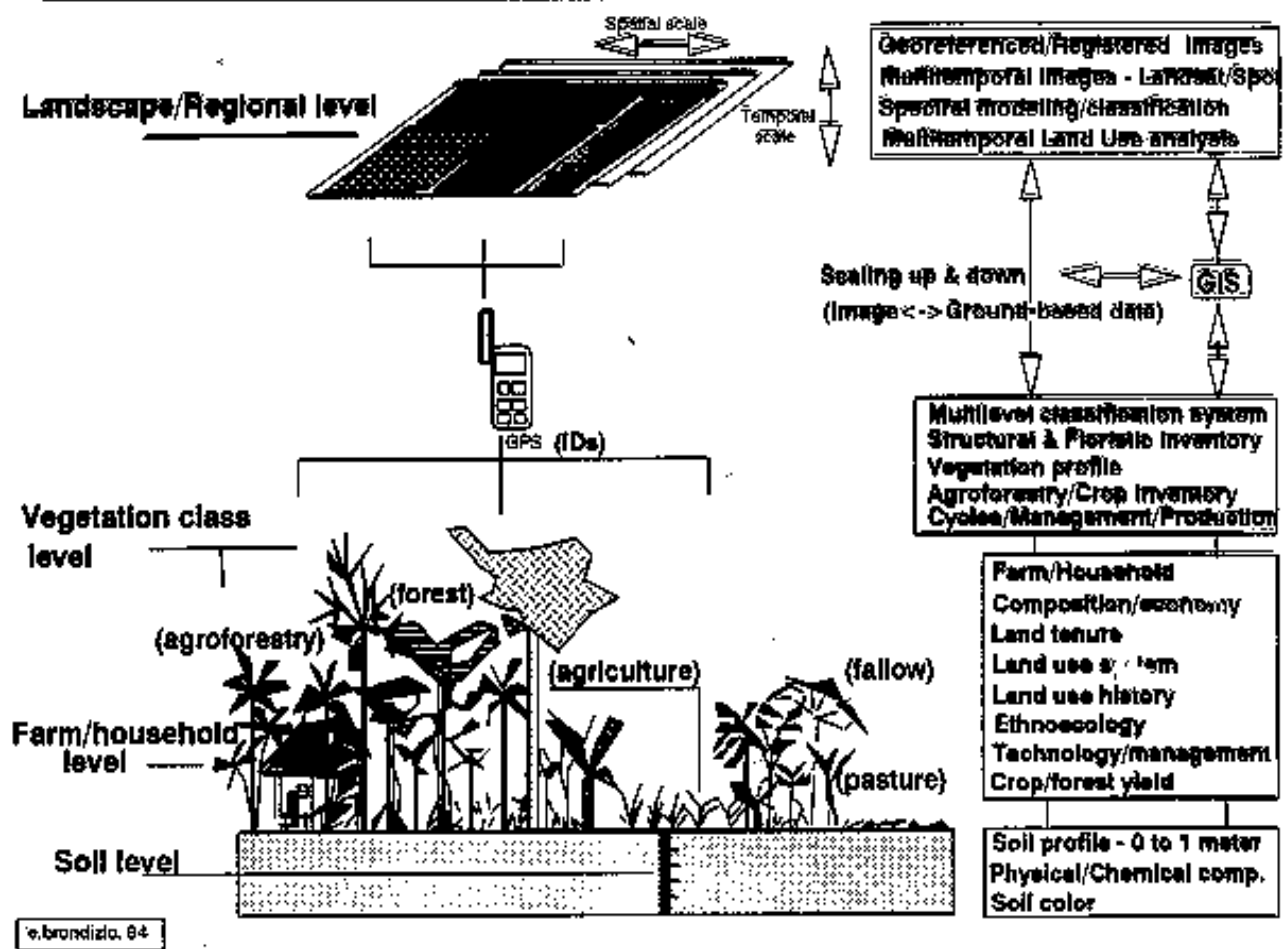 Spatial scale
Landscape/Regional level
Temporal
scale
Georeferenced/Registered Images
Multitemporal Images - Landsat/Spot
Spectral modeling/classification
Multitemporal Land Use analysis
Scaling up & down
(Image<->Ground-based data)
GIS
GPS (IDs)
Multilevel classification system
Structural & Floristic Inventory
Vegetation profile
Agroforestry/Crop Inventory
Cycles/Management/Production
Vegetation class
level
(forest)
(agroforestry)
(agriculture)
(fallow)
(pasture)
Farm/household
level
Farm/Household
Composition/economy
Land tenure
Land use system
Land use history
Ethnoecology
Technology/management
Crop/forest yield
Soil level
Soil profile - 0 to 1 meter
Physical/Chemical comp.
Soil color
e.brondizio, 94